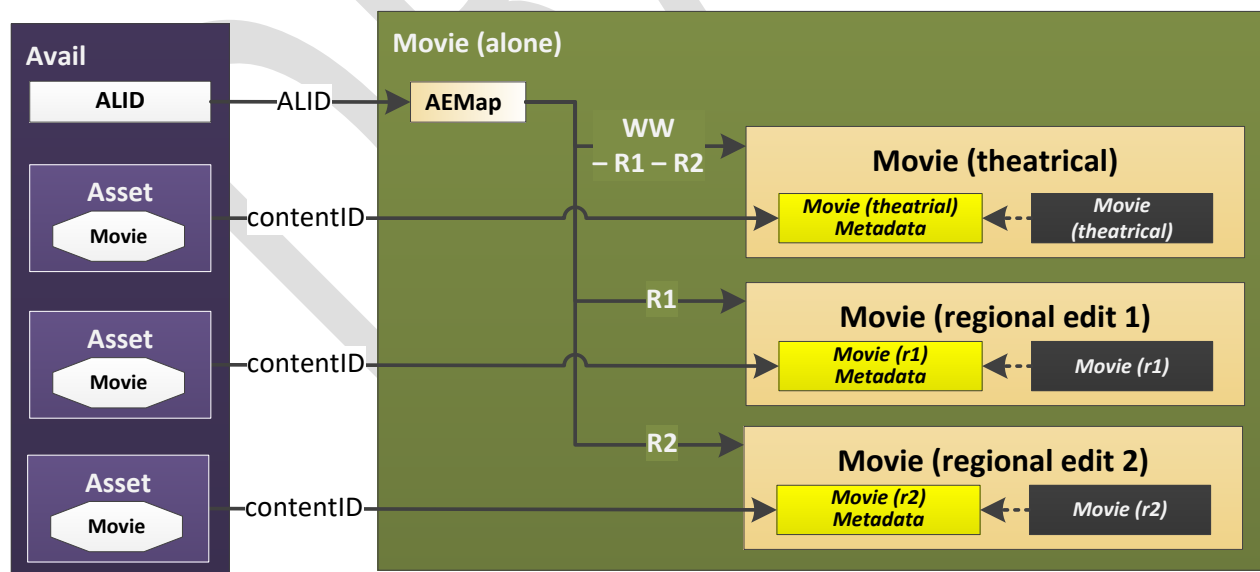 Avail
ALID
Asset
Movie
Asset
Movie
Asset
Movie
ALID
contentID
contentID
contentID
Movie (alone)
AEMap
WW
– R1 – R2
R1
R2
Movie (theatrical)
Movie (theatrial)
Metadata
Movie
(theatrical)
Movie (regional edit 1)
Movie (r1)
Metadata
Movie (r1)
Movie (regional edit 2)
Movie (r2)
Metadata
Movie (r2)